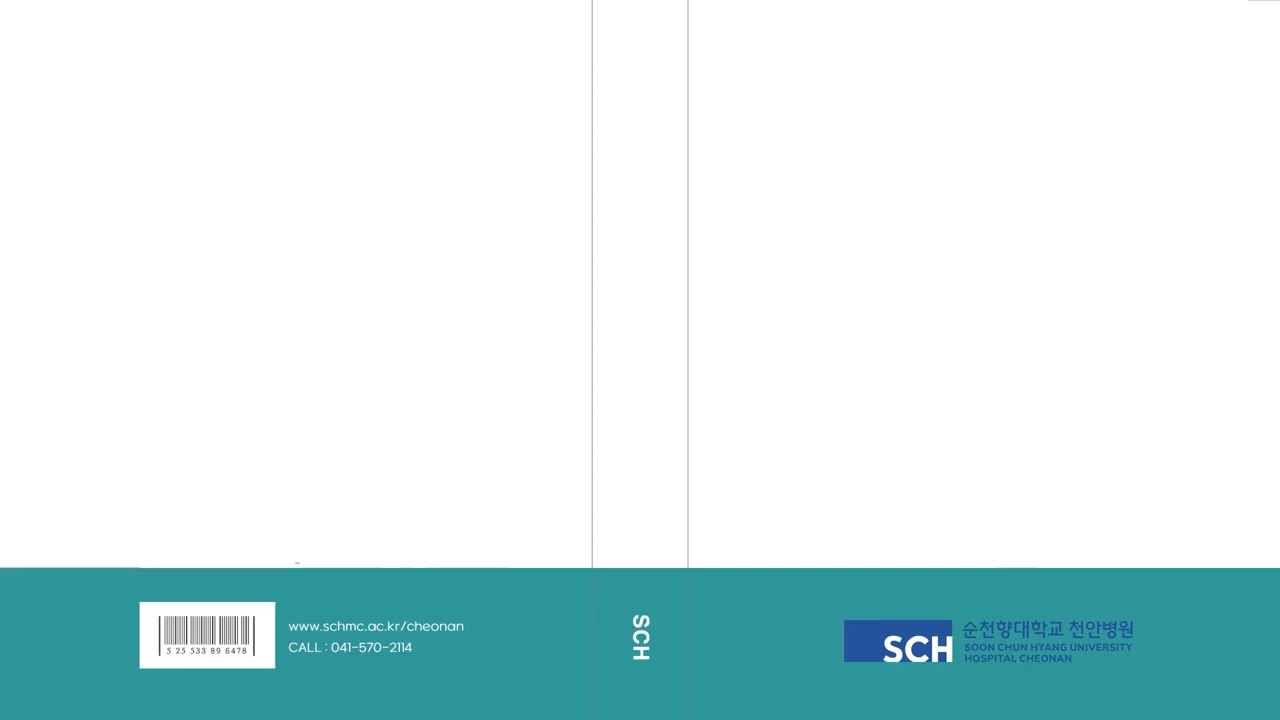 5 25 533 89 6478
www.schmc.ac.kr/cheonan
CALL : 041-570-2114
SCH
SCH
순천향대학교 천안병원
SOON CHUN HYANG UNIVERSITY
HOSPITAL CHEONAN